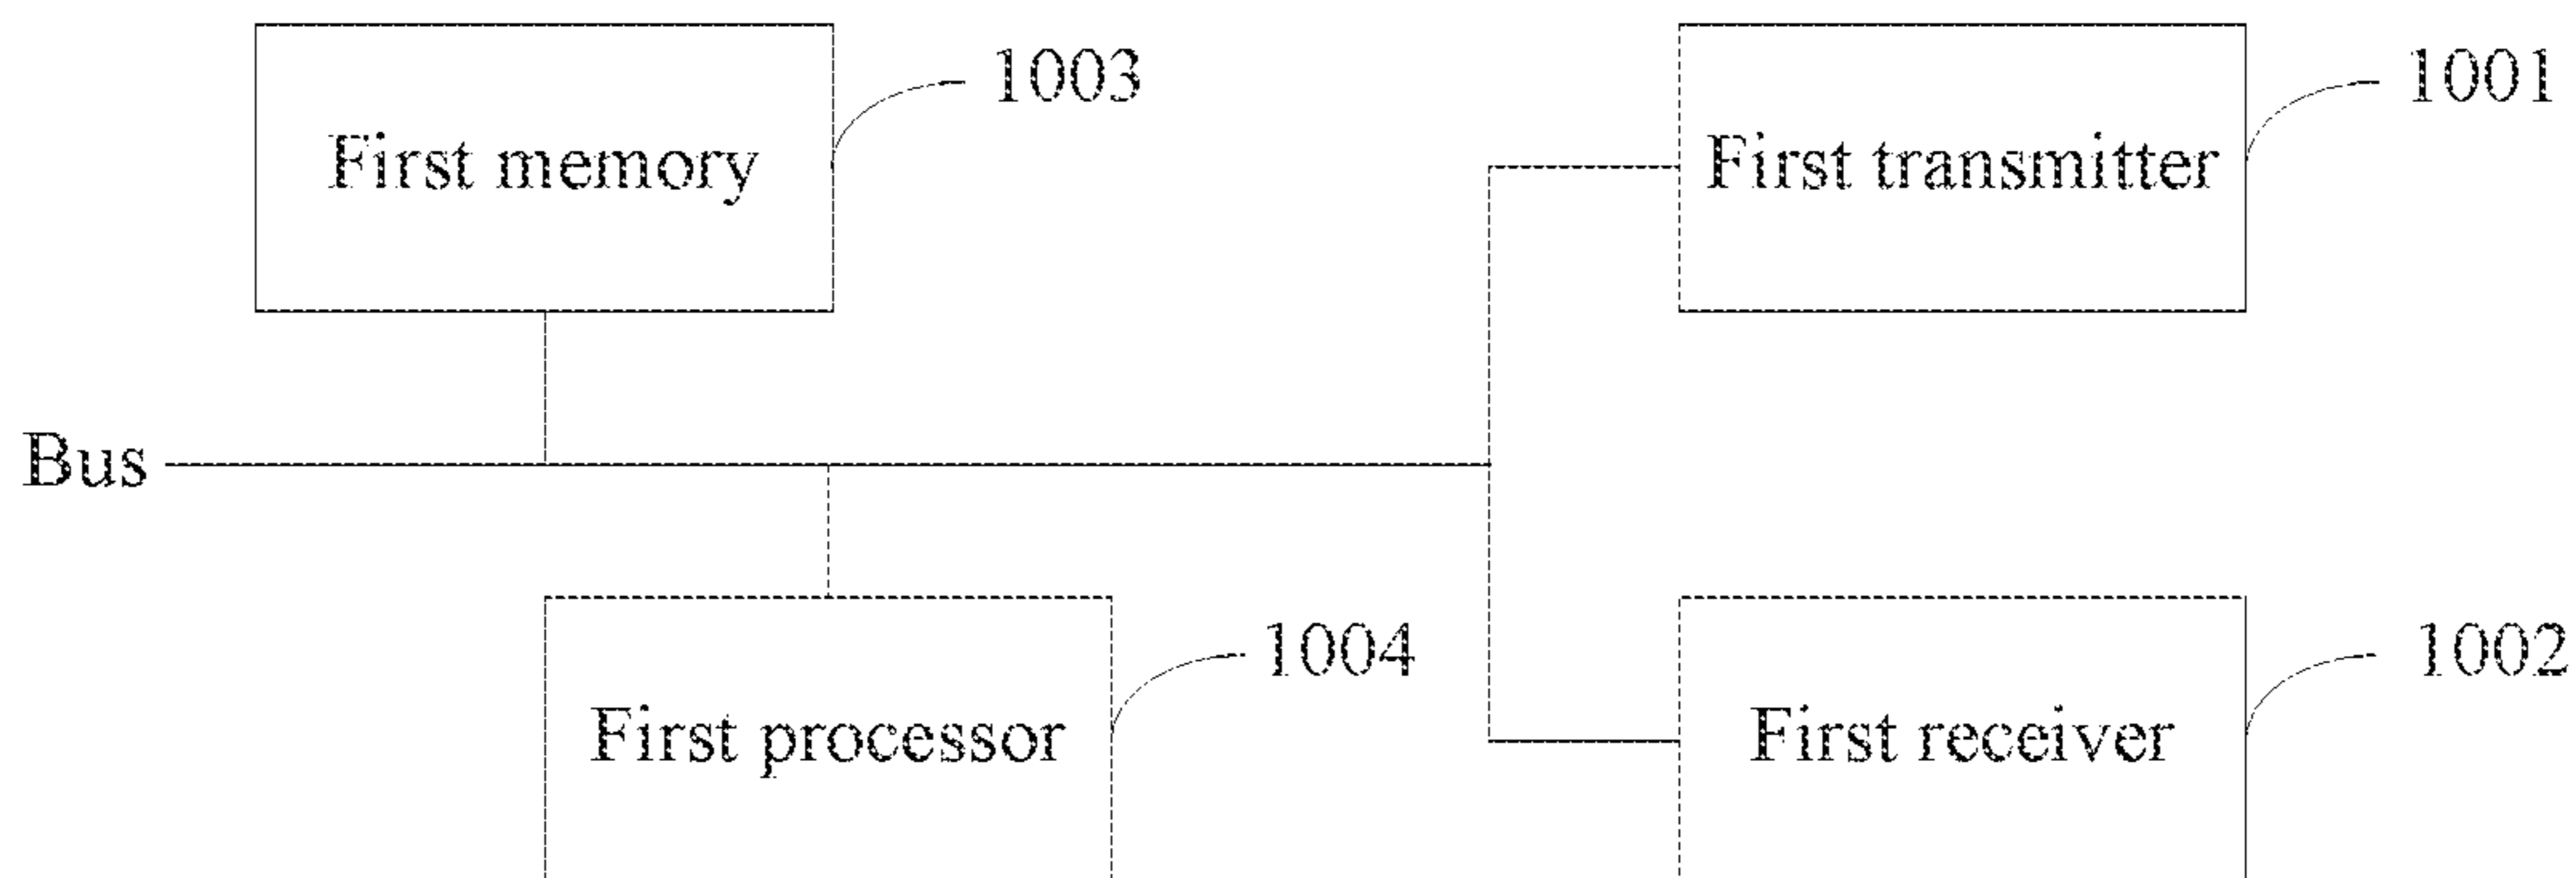 1003
1001
First memory
First transmitter
Bus
1004
1002
First processor
First receiver